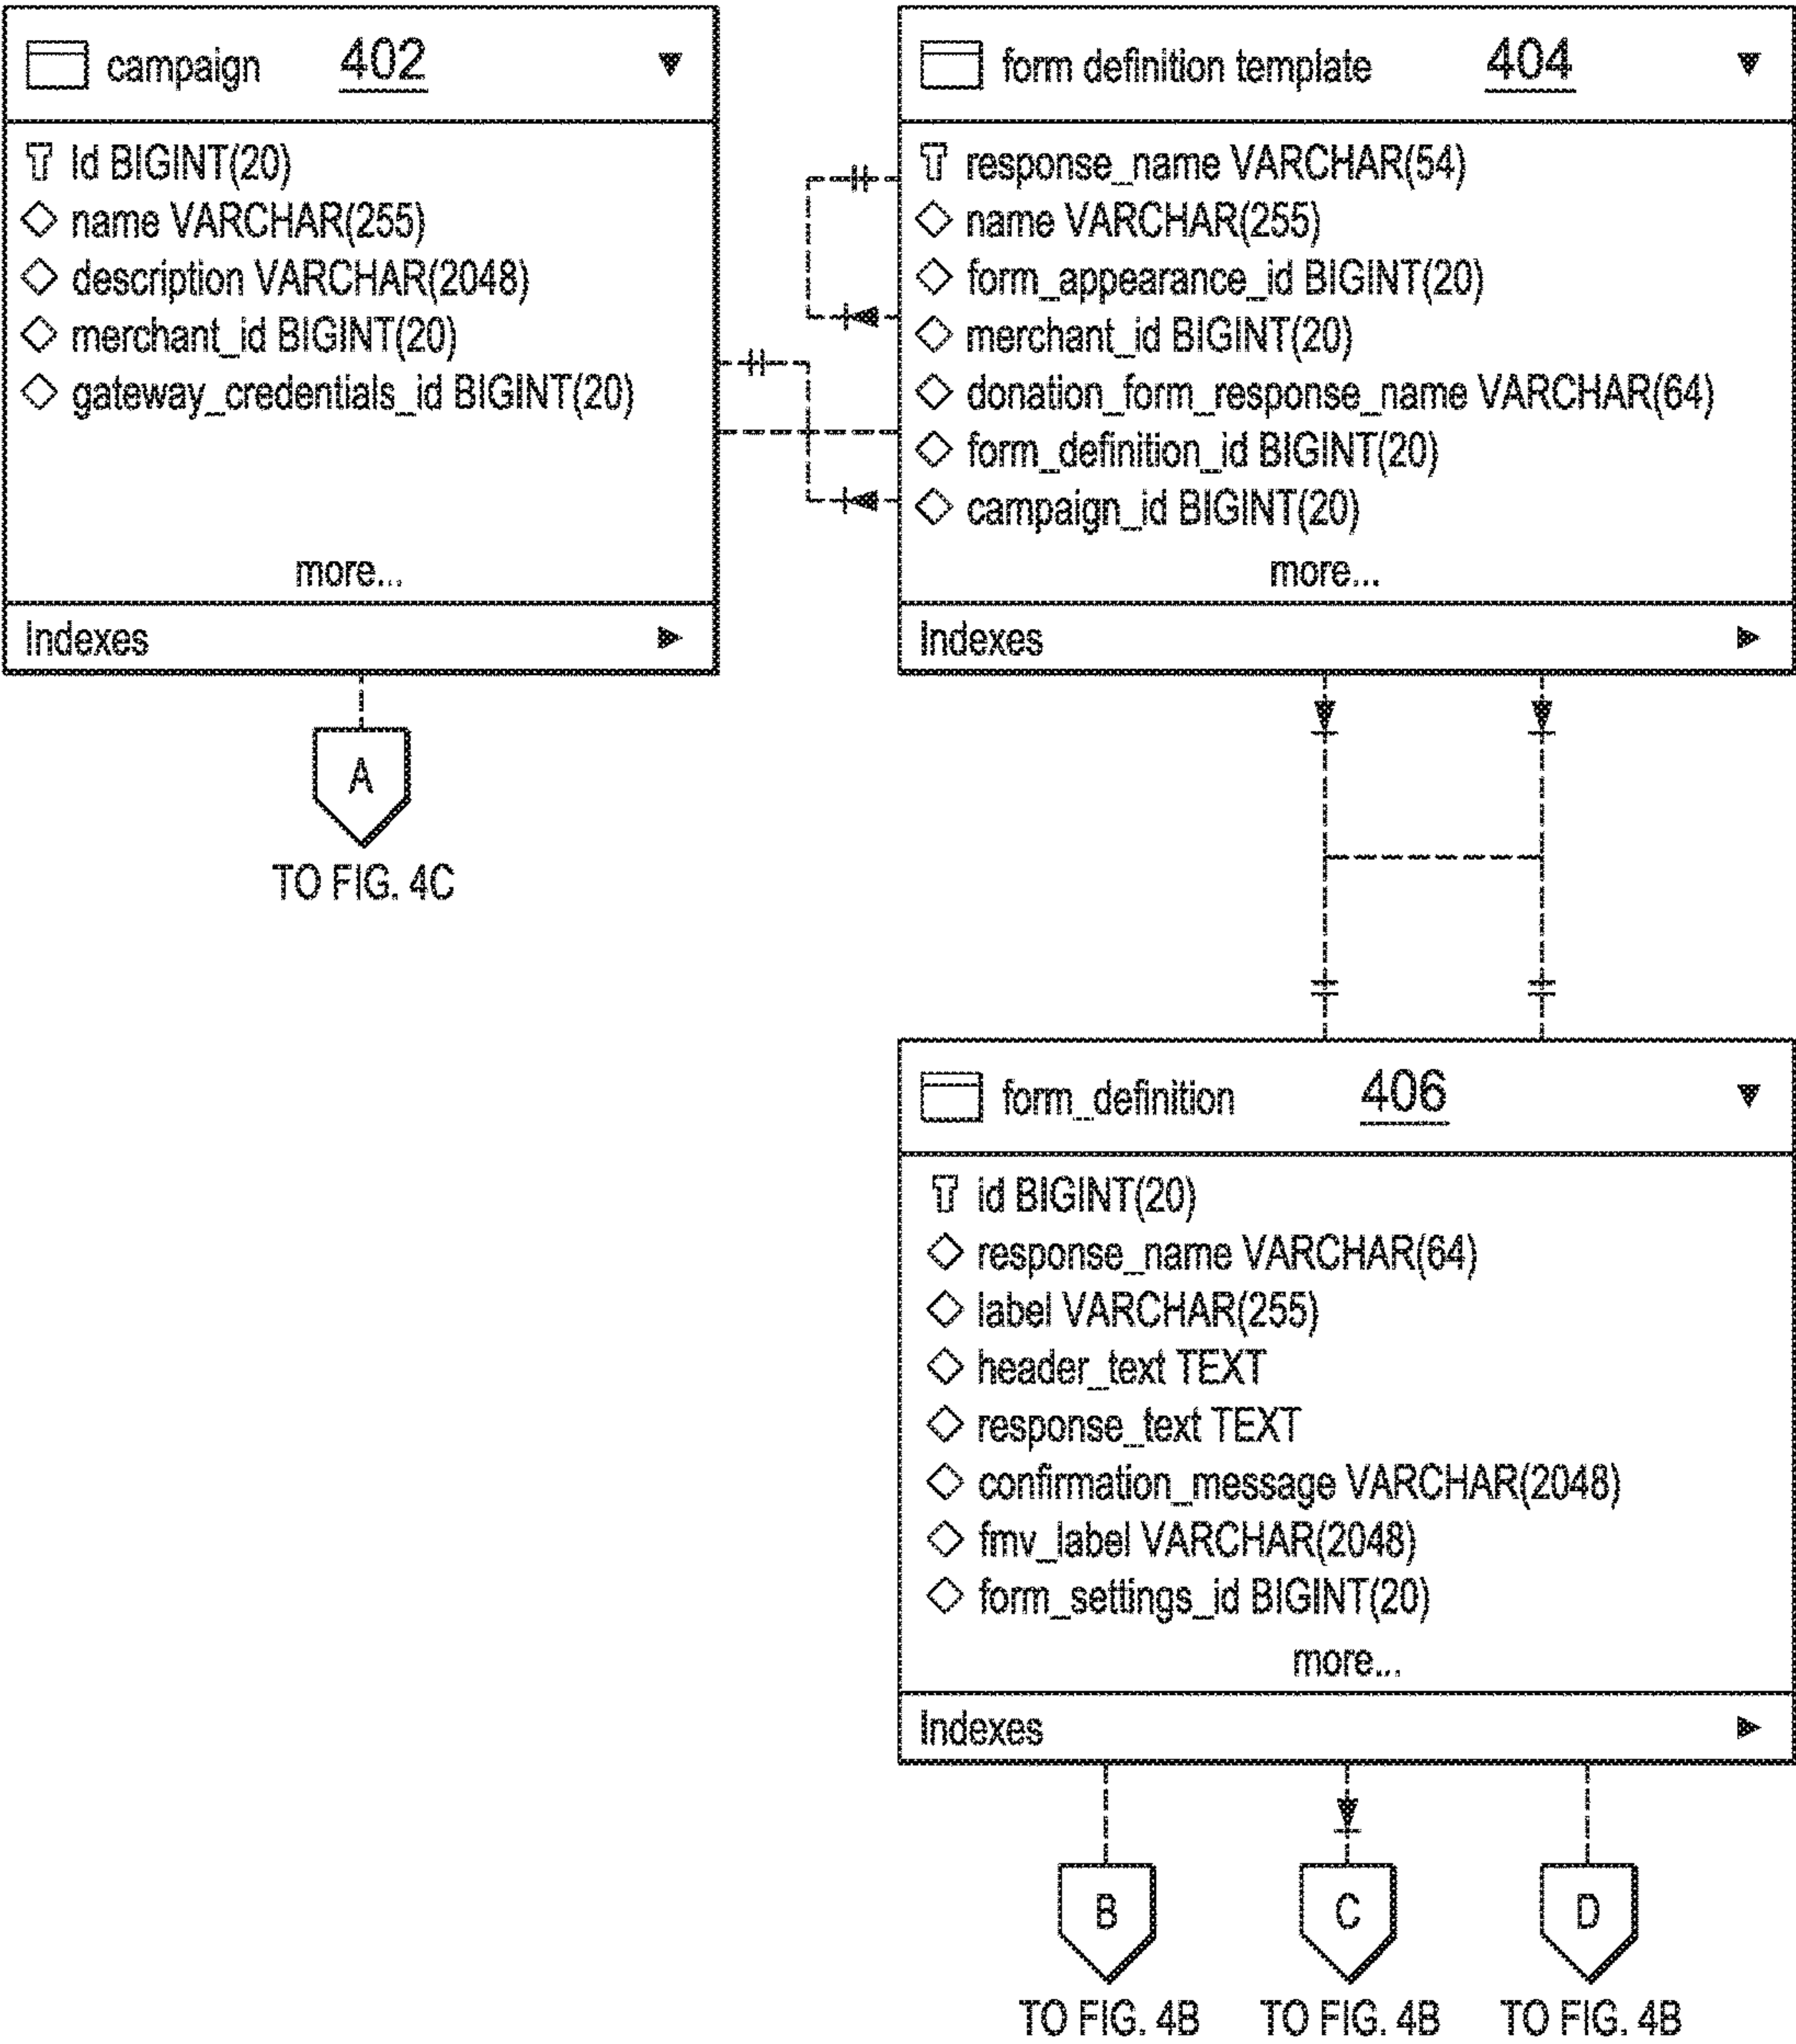 campaign 402
Id BIGINT(20)
name VARCHAR(255)
description VARCHAR(2048)
merchant_id BIGINT(20)
gateway_credentials_id BIGINT(20)
more...
Indexes
A
TO FIG. 4C
form definition template 404
response_name VARCHAR(54)
name VARCHAR(255)
form_appearance_id BIGINT(20)
merchant_id BIGINT(20)
donation_form_response_name VARCHAR(64)
form_definition_id BIGINT(20)
campaign_id BIGINT(20)
more...
Indexes
form_definition 406
id BIGINT(20)
response_name VARCHAR(64)
label VARCHAR(255)
header_text TEXT
response_text TEXT
confirmation_message VARCHAR(2048)
fmv_label VARCHAR(2048)
form_settings_id BIGINT(20)
more...
Indexes
B C D
TO FIG. 4B TO FIG. 4B TO FIG. 4B